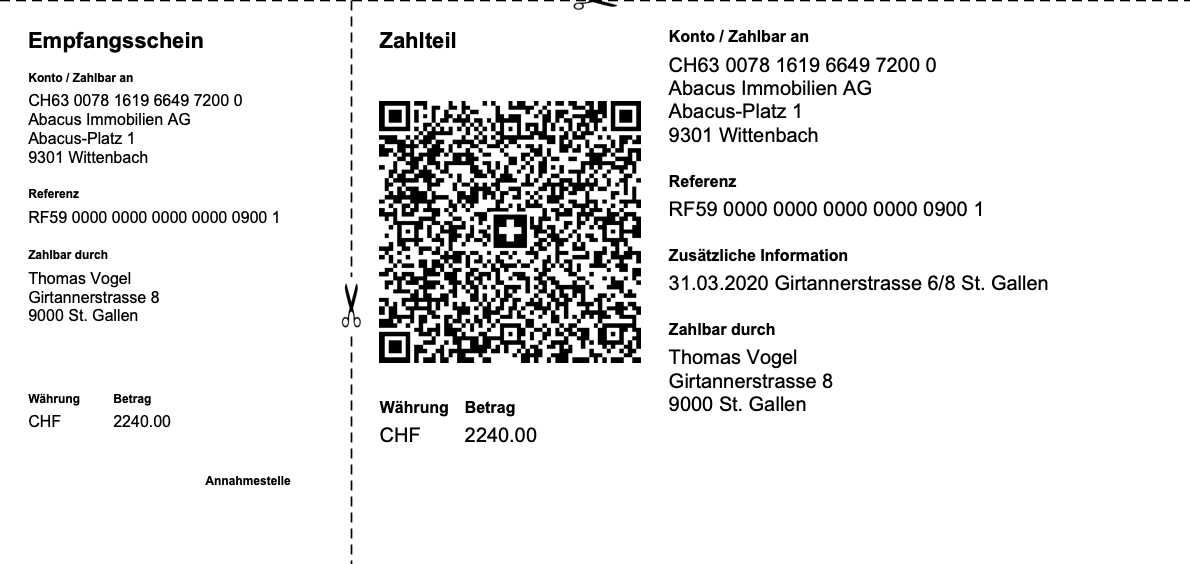 Empfangsschein
Konto / Zahlbar an
CH63 0078 1619 6649 7200 0
Abacus Immobilien AG
Abacus-Platz 1
9301 Wittenbach
Referenz
RF59 0000 0000 0000 0000 0900 1
Zahlbar durch
Thomas Vogel
Girtannerstrasse 8
9000 St. Gallen
Währung Betrag
CHF 2240.00
Annahmestelle
Zahlteil
Währung Betrag
CHF 2240.00
Konto / Zahlbar an
CH63 0078 1619 6649 7200 0
Abacus Immobilien AG
Abacus-Platz 1
9301 Wittenbach
Referenz
RF59 0000 0000 0000 0000 0900 1
Zusätzliche Information
31.03.2020 Girtannerstrasse 6/8 St. Gallen
Zahlbar durch
Thomas Vogel
Girtannerstrasse 8
9000 St. Gallen